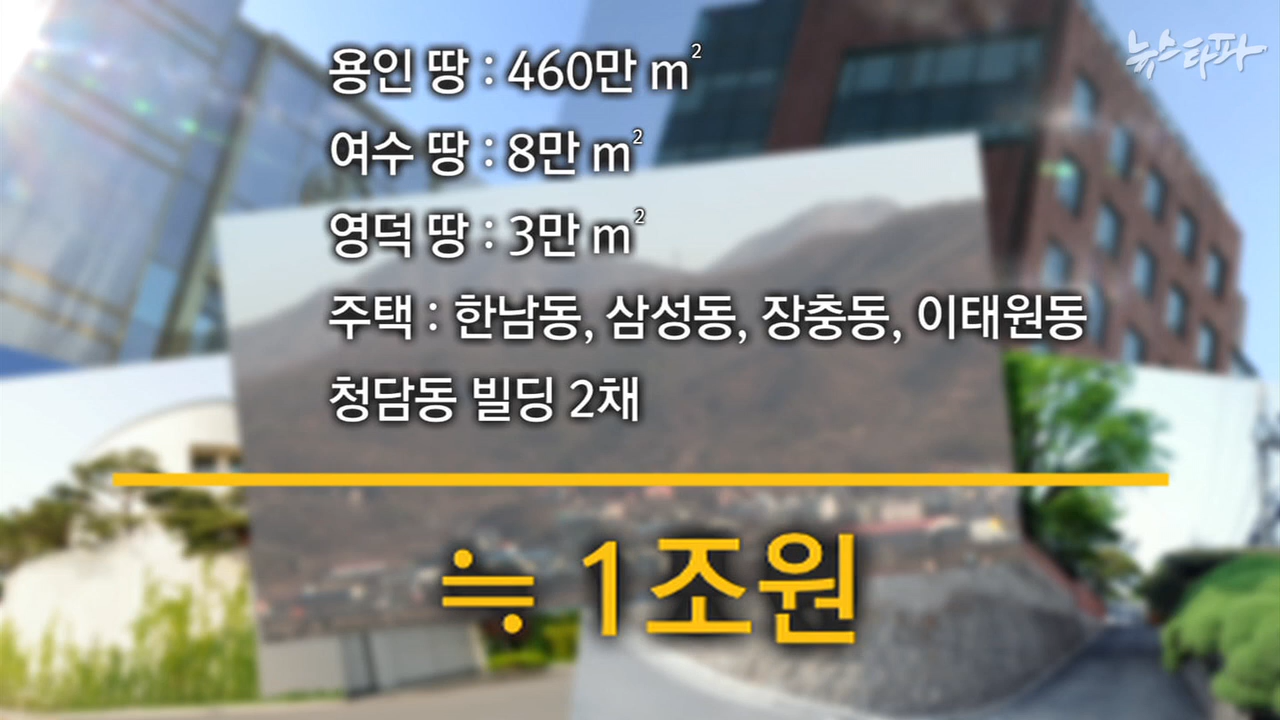 뉴스타파
용인 땅 : 460만 m²
여수 땅 : 8만 m²
영덕 땅 : 3만 m²
주택 : 한남동, 삼성동, 장충동, 이태원동
청담동 빌딩 2채
≒ 1조원